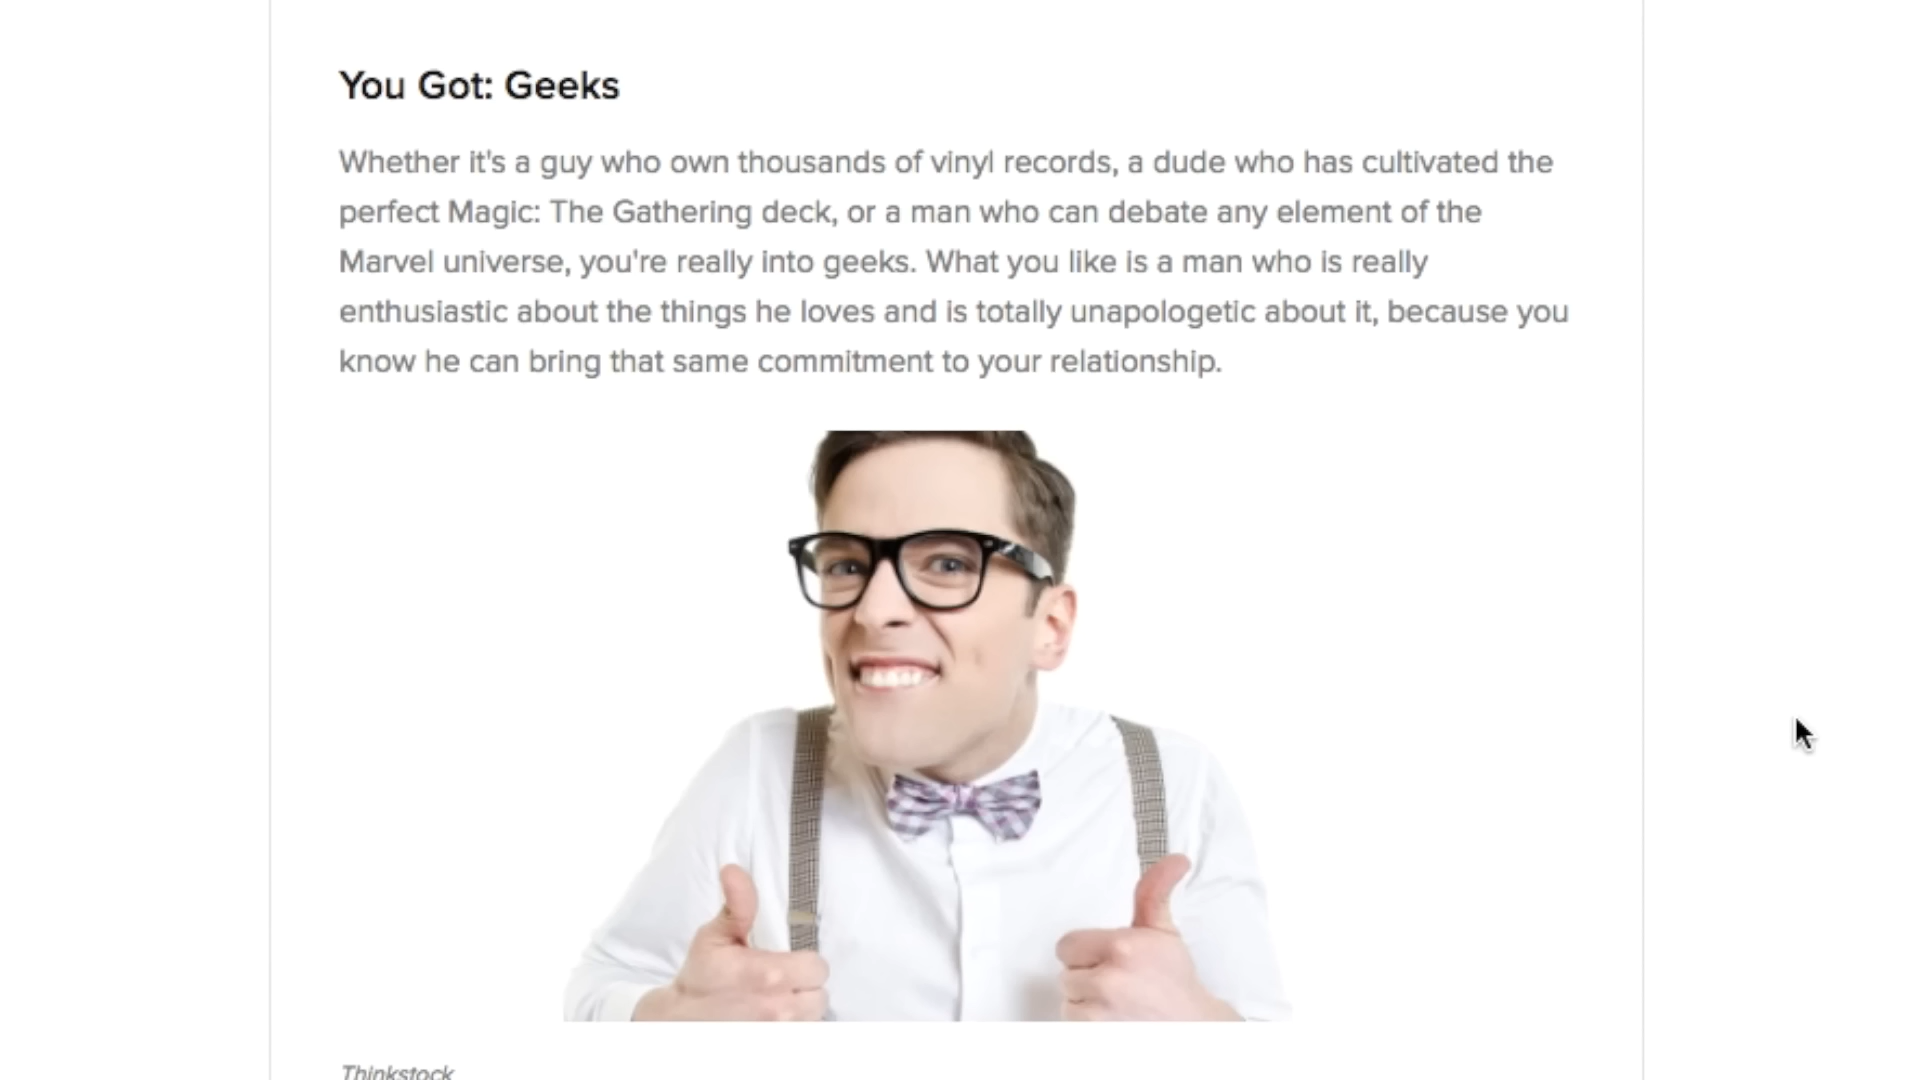 You Got: Geeks
Whether it's a guy who own thousands of vinyl records, a dude who has cultivated the
perfect Magic: The Gathering deck, or a man who can debate any element of the
Marvel universe, you're really into geeks. What you like is a man who is really
enthusiastic about the things he loves and is totally unapologetic about it, because you
know he can bring that same commitment to your relationship.
Thinkstock